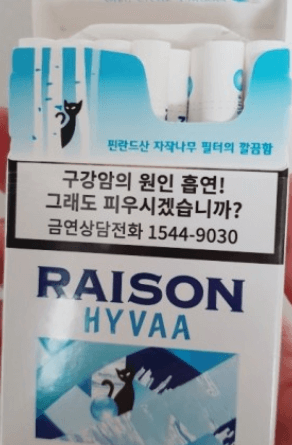 핀란드산 자작나무 필터의 깔끔함
구강암의 원인 흡연!
그래도 피우시겠습니까?
금연상담전화 1544-9030
RAISON
HYVAA